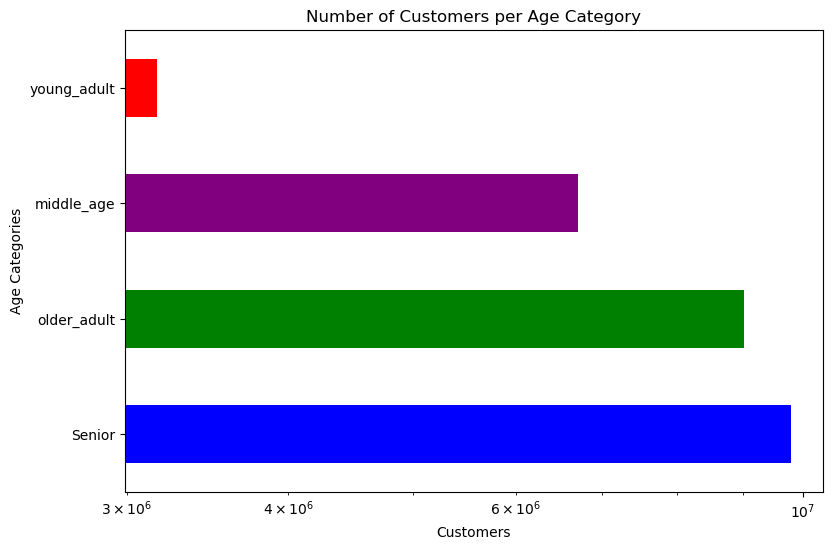 Number of Customers per Age Category
young_adult
middle_age
older_adult
Senior
Age Categories
3 × 10⁶
4 × 10⁶
6 × 10⁶
10⁷
Customers